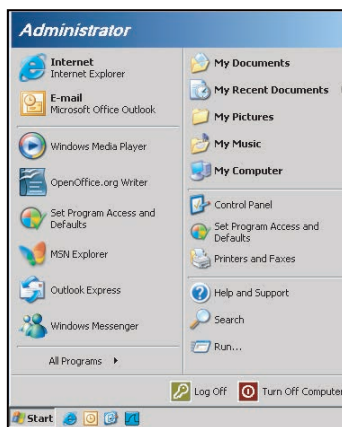 Administrator
Internet
Internet Explorer
E-mail
Microsoft Office Outlook
Windows Media Player
OpenOffice.org Writer
Set Program Access and
Defaults
MSN Explorer
Outlook Express
Windows Messenger
All Programs
My Documents
My Recent Documents
My Pictures
My Music
My Computer
Control Panel
Set Program Access and
Defaults
Printers and Faxes
Help and Support
Search
Run...
Log Off
Turn Off Computer
Start